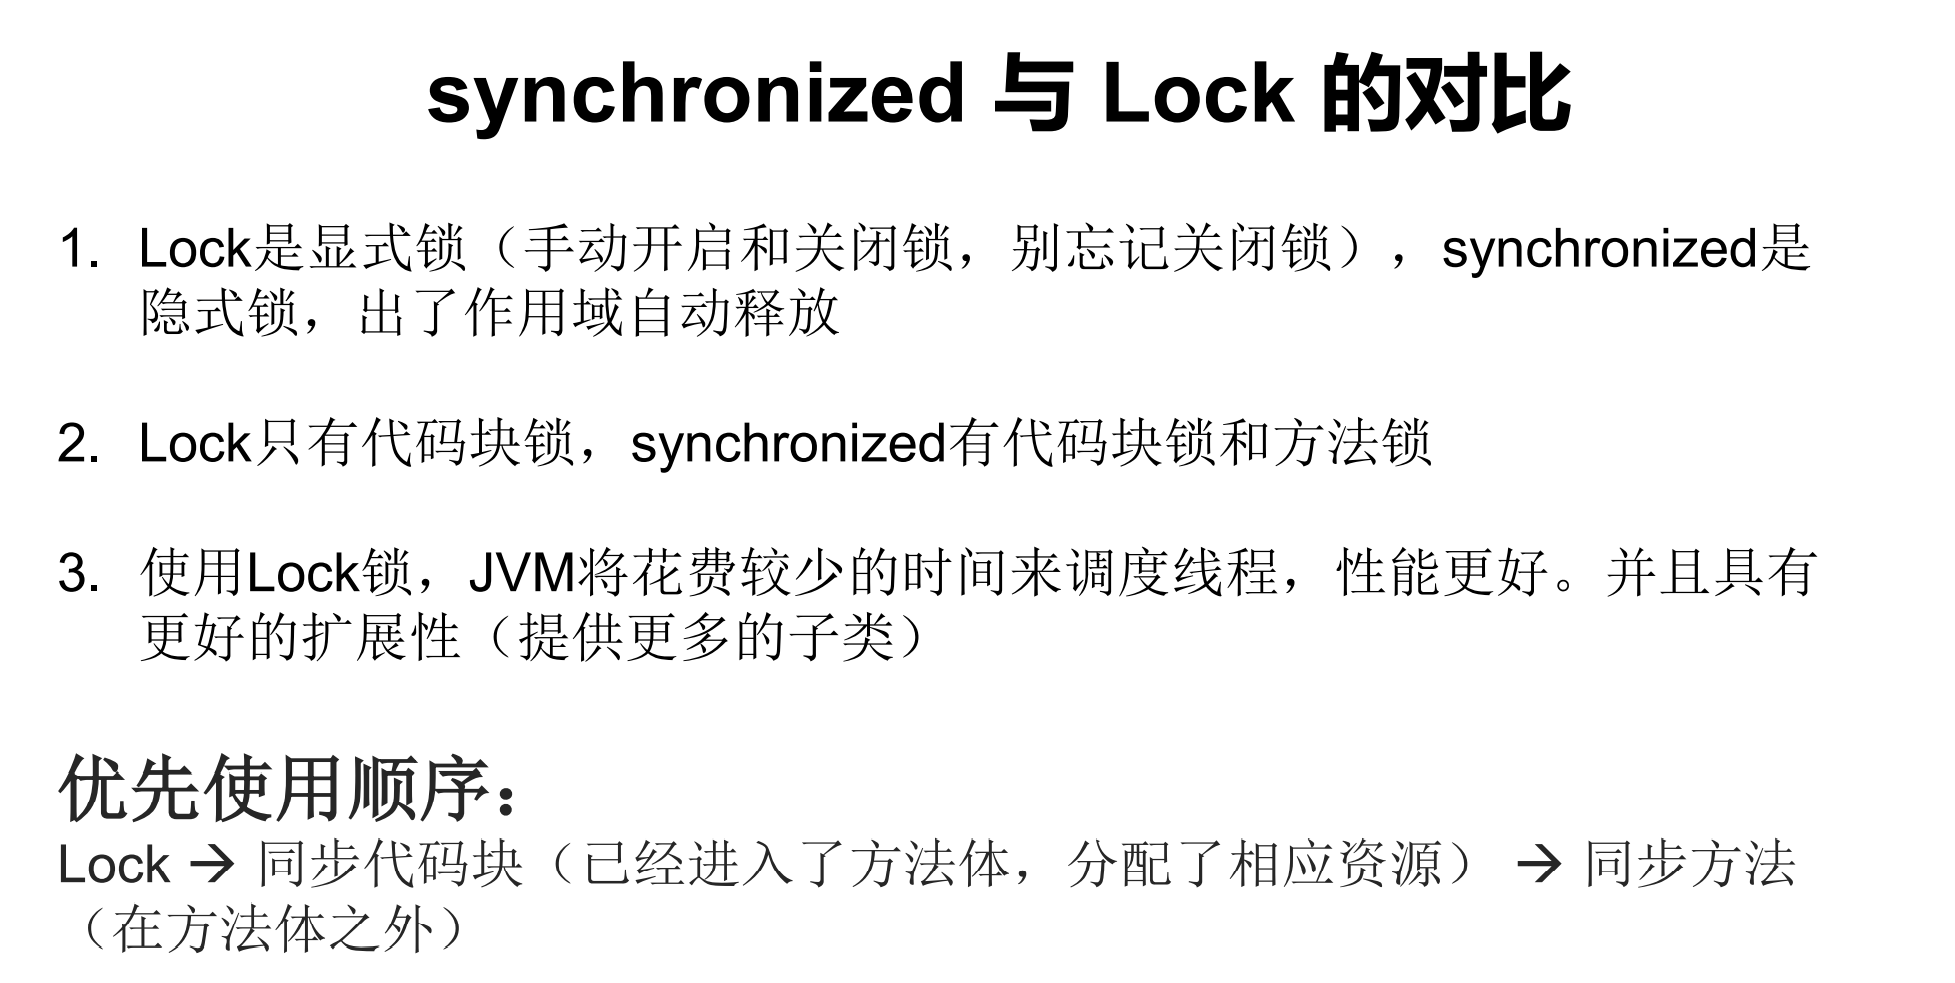 synchronized 与 Lock 的对比
1. Lock是显式锁（手动开启和关闭锁，别忘记关闭锁），synchronized是
隐式锁，出了作用域自动释放
2. Lock只有代码块锁，synchronized有代码块锁和方法锁
3. 使用Lock锁，JVM将花费较少的时间来调度线程，性能更好。并且具有
更好的扩展性（提供更多的子类）
优先使用顺序：
Lock → 同步代码块（已经进入了方法体，分配了相应资源） → 同步方法
（在方法体之外）